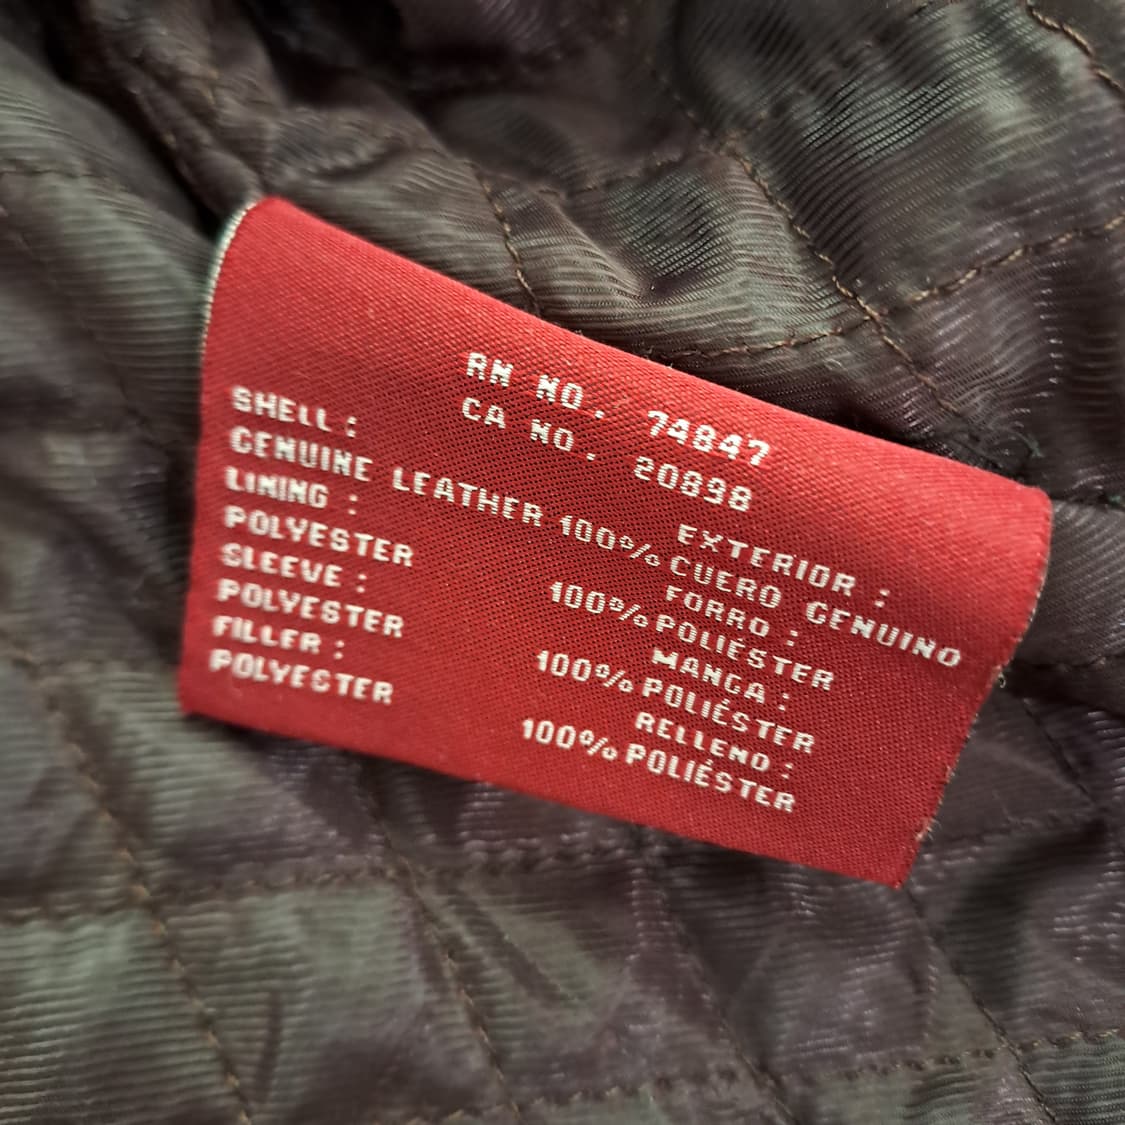 RN NO. 74847
CA NO. 20898
SHELL :
GENUINE LEATHER 100%
LINING :
POLYESTER 100%
SLEEVE :
POLYESTER 100%
FILLER :
POLYESTER 100%
EXTERIOR :
CUERO GENUINO
FORRO :
POLIÉSTER
MANGA :
POLIÉSTER
RELLENO :
POLIÉSTER